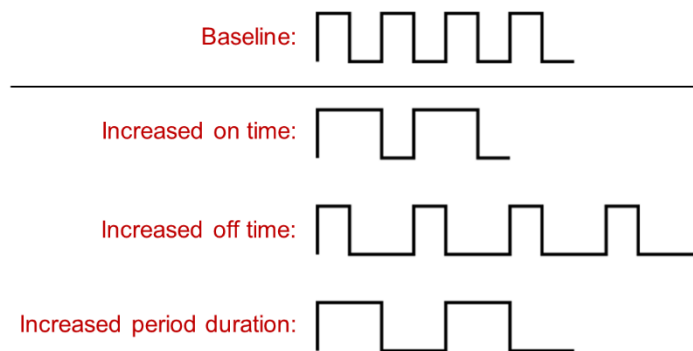 Baseline:
Increased on time:
Increased off time:
Increased period duration: